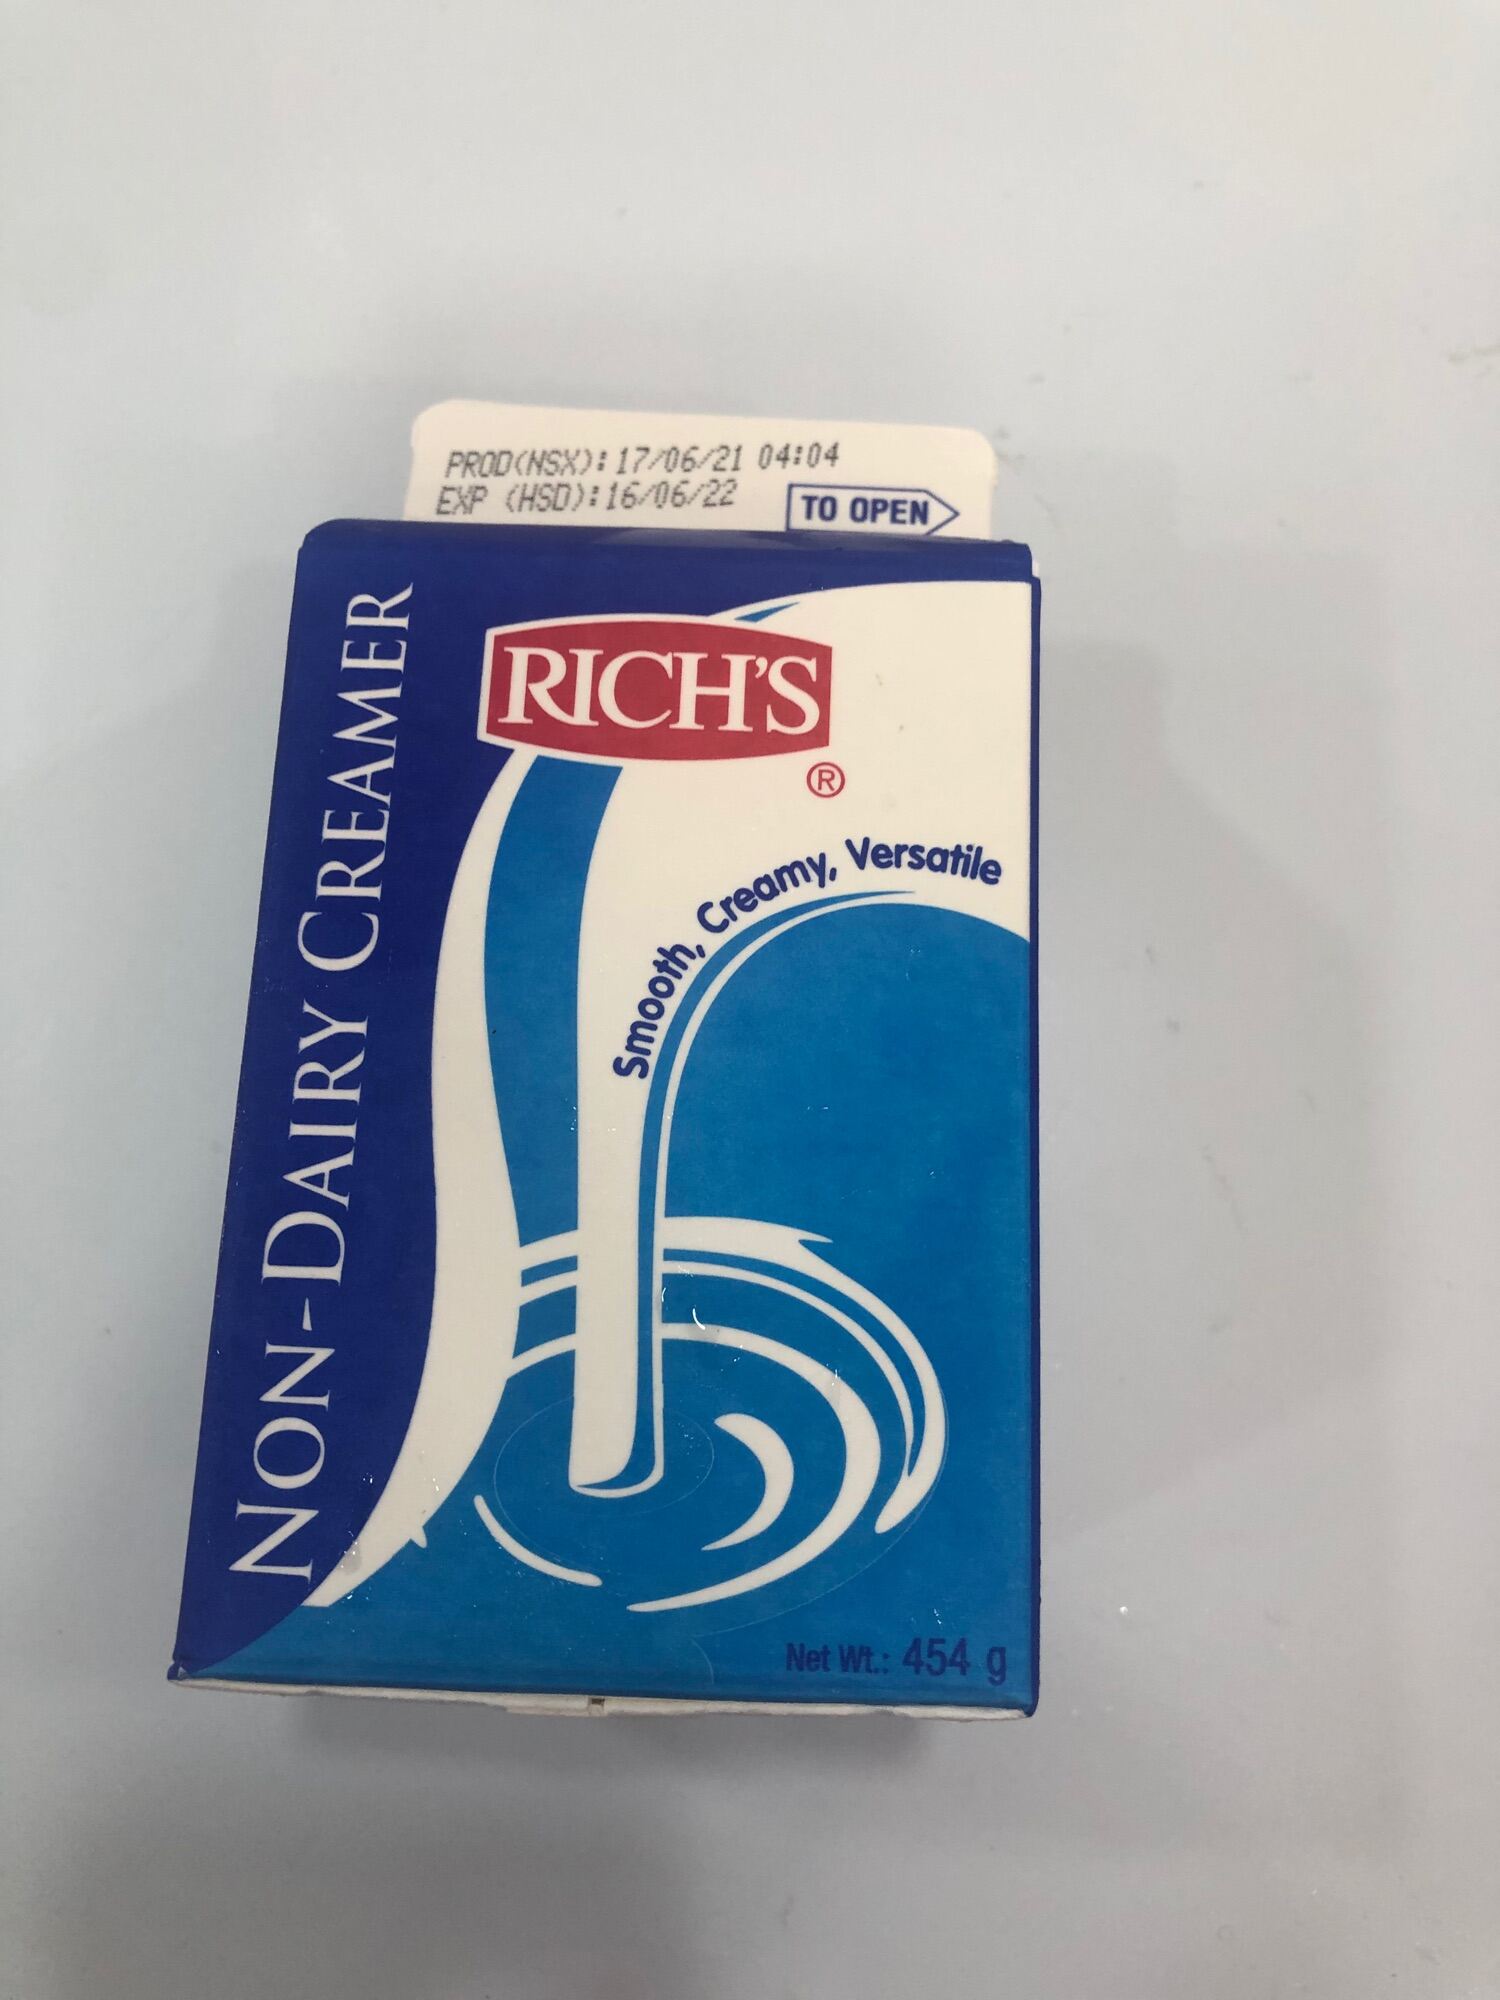 PROD(NSX): 17/06/21 04:04
EXP (HSD): 16/06/22
TO OPEN
NON-DAIRY CREAMER
RICH'S
®
Smooth, Creamy, Versatile
Net Wt.: 454 g